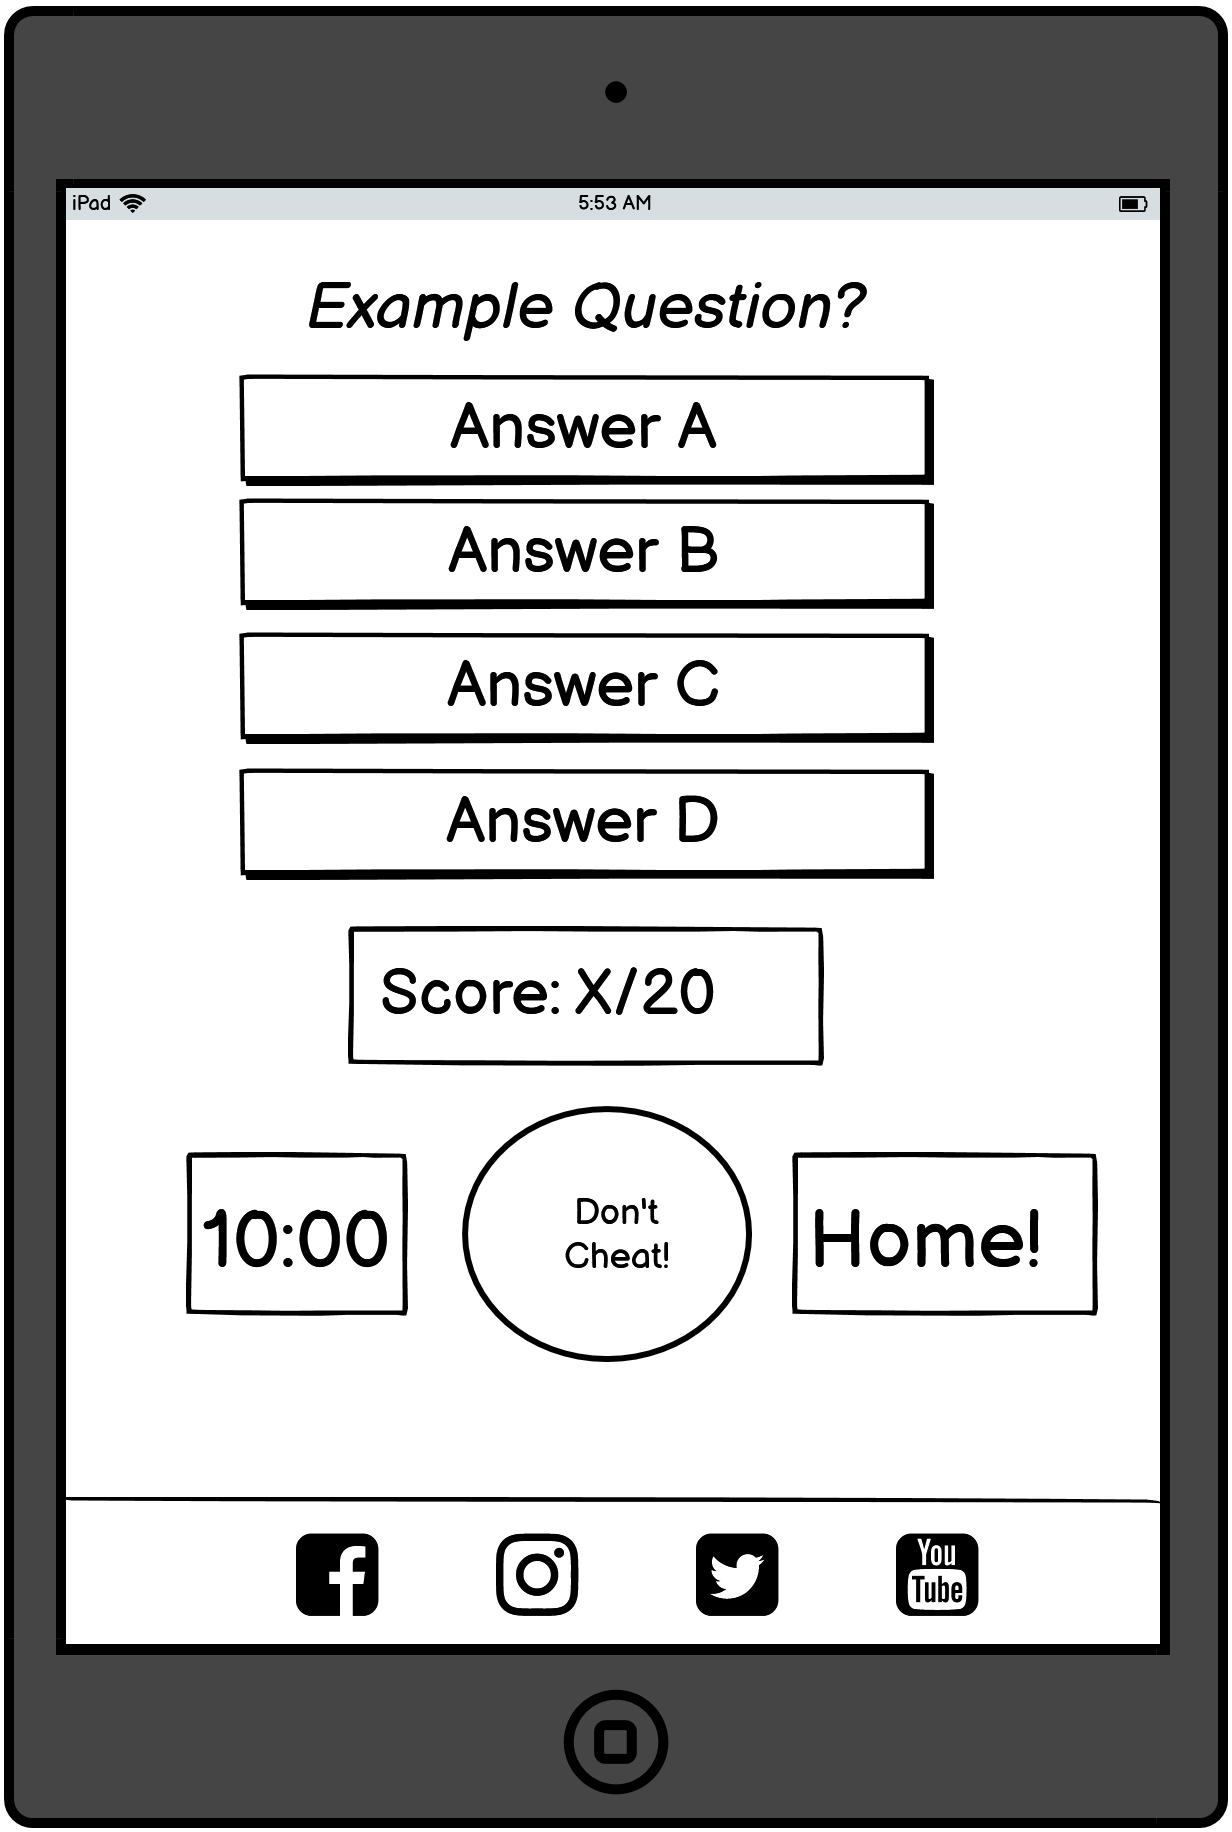 iPad
5:53 AM
Example Question?
Answer A
Answer B
Answer C
Answer D
Score: X/20
10:00
Don't
Cheat!
Home!
f
You
Tube